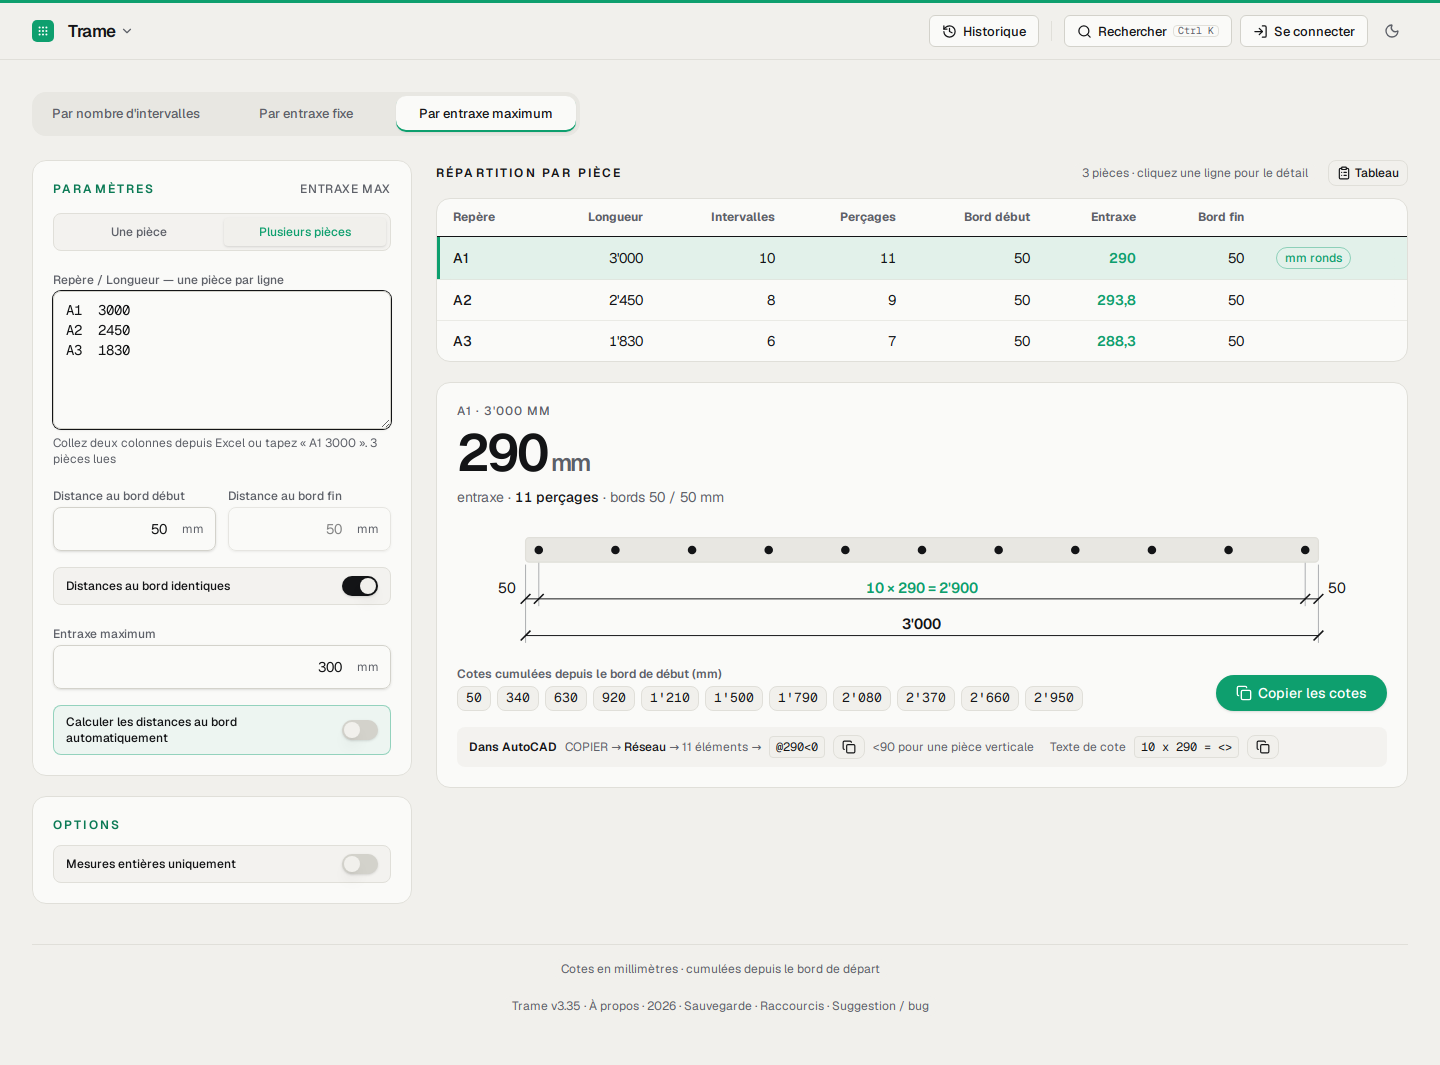 Trame
Historique
Rechercher Ctrl K
Se connecter
Par nombre d'intervalles
Par entraxe fixe
Par entraxe maximum
PARAMÈTRES ENTRAXE MAX
Une pièce Plusieurs pièces
Repère / Longueur — une pièce par ligne
A1 3000
A2 2450
A3 1830
Collez deux colonnes depuis Excel ou tapez « A1 3000 ». 3
pièces lues
Distance au bord début Distance au bord fin
50 mm 50 mm
Distances au bord identiques
Entraxe maximum
300 mm
Calculer les distances au bord
automatiquement
OPTIONS
Mesures entières uniquement
RÉPARTITION PAR PIÈCE 3 pièces · cliquez une ligne pour le détail Tableau
Repère Longueur Intervalles Perçages Bord début Entraxe Bord fin
A1 3'000 10 11 50 290 50 mm ronds
A2 2'450 8 9 50 293,8 50
A3 1'830 6 7 50 288,3 50
A1 · 3'000 MM
290 mm
entraxe · 11 perçages · bords 50 / 50 mm
50 10 × 290 = 2'900 50
3'000
Cotes cumulées depuis le bord de début (mm)
50 340 630 920 1'210 1'500 1'790 2'080 2'370 2'660 2'950
Copier les cotes
Dans AutoCAD COPIER → Réseau → 11 éléments → @290<0 <90 pour une pièce verticale Texte de cote 10 x 290 = <>
Cotes en millimètres · cumulées depuis le bord de départ
Trame v3.35 · À propos · 2026 · Sauvegarde · Raccourcis · Suggestion / bug